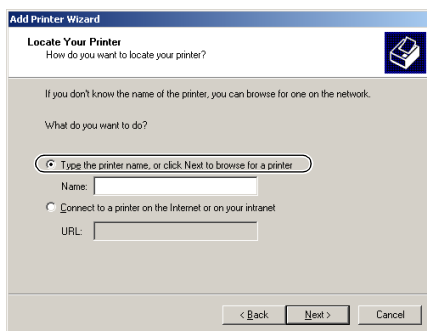 Add Printer Wizard
Locate Your Printer
How do you want to locate your printer?
If you don't know the name of the printer, you can browse for one on the network.
What do you want to do?
Type the printer name, or click Next to browse for a printer
Name:
Connect to a printer on the Internet or on your intranet
URL:
< Back
Next >
Cancel